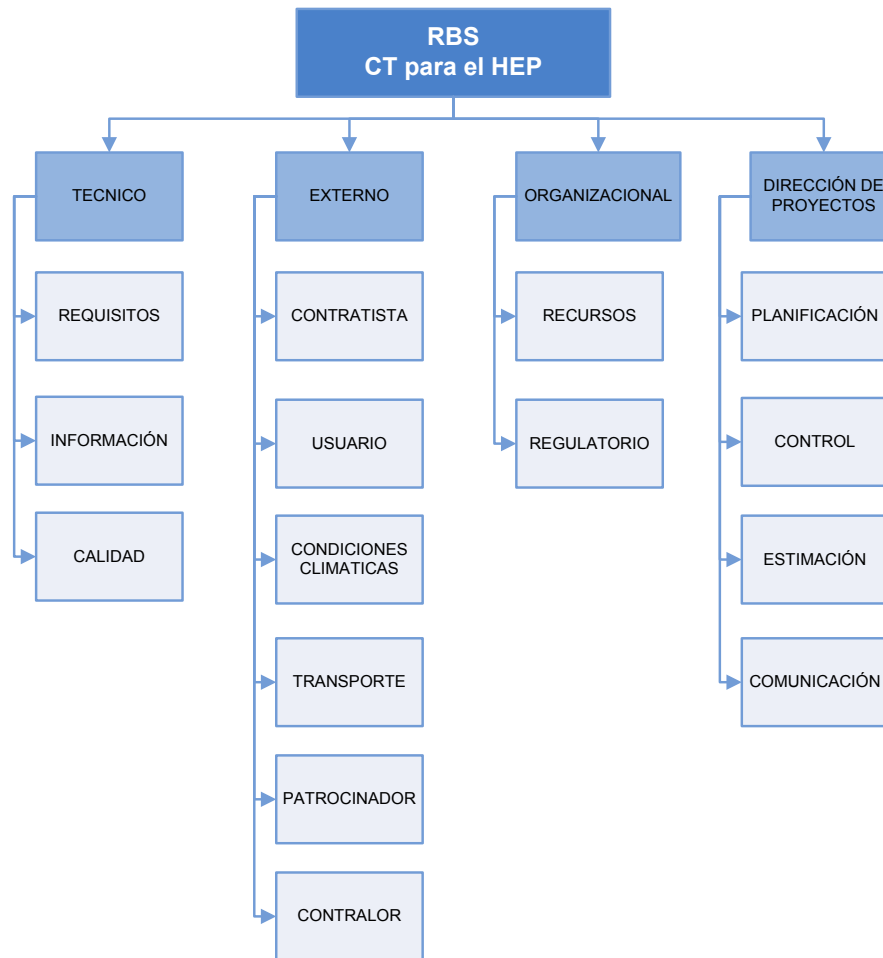 RBS
CT para el HEP
TECNICO
EXTERNO
ORGANIZACIONAL
DIRECCIÓN DE
PROYECTOS
REQUISITOS
CONTRATISTA
RECURSOS
PLANIFICACIÓN
INFORMACIÓN
USUARIO
REGULATORIO
CONTROL
CALIDAD
CONDICIONES
CLIMATICAS
ESTIMACIÓN
TRANSPORTE
COMUNICACIÓN
PATROCINADOR
CONTRALOR